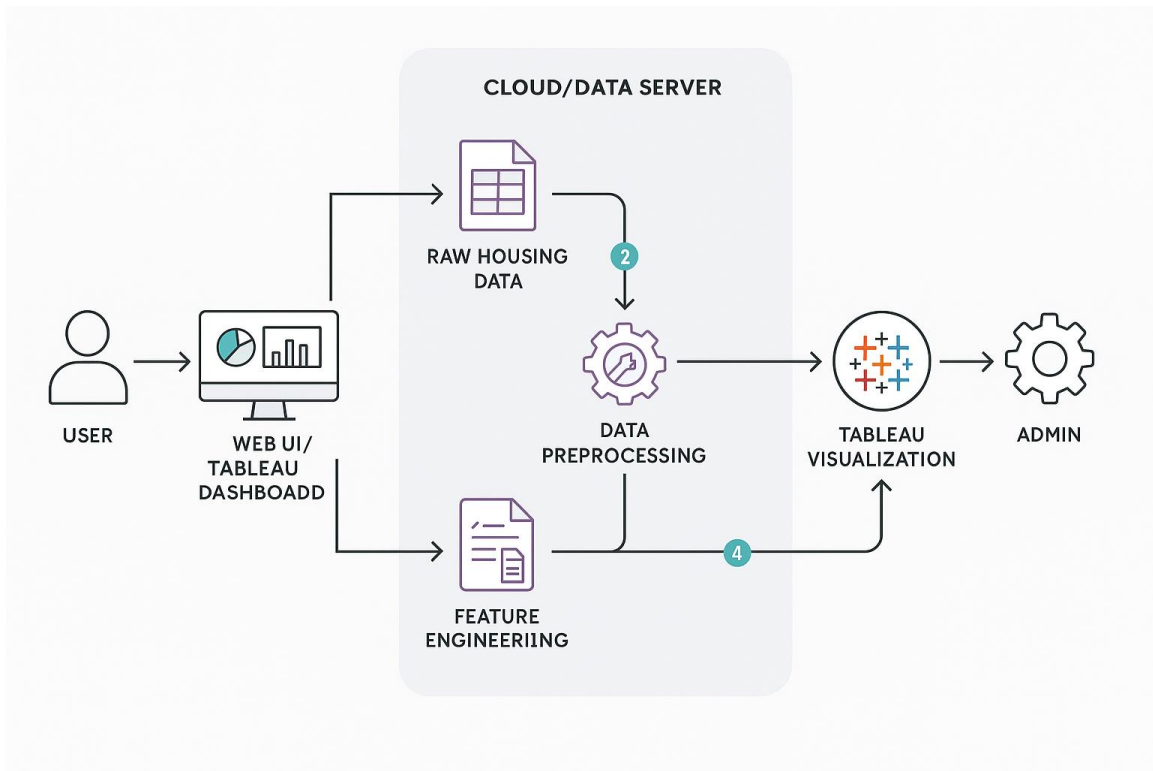 CLOUD/DATA SERVER
RAW HOUSING
DATA
2
USER
WEB UI/
TABLEAU
DASHBOADD
DATA
PREPROCESSING
TABLEAU
VISUALIZATION
ADMIN
4
FEATURE
ENGINEERI1NG